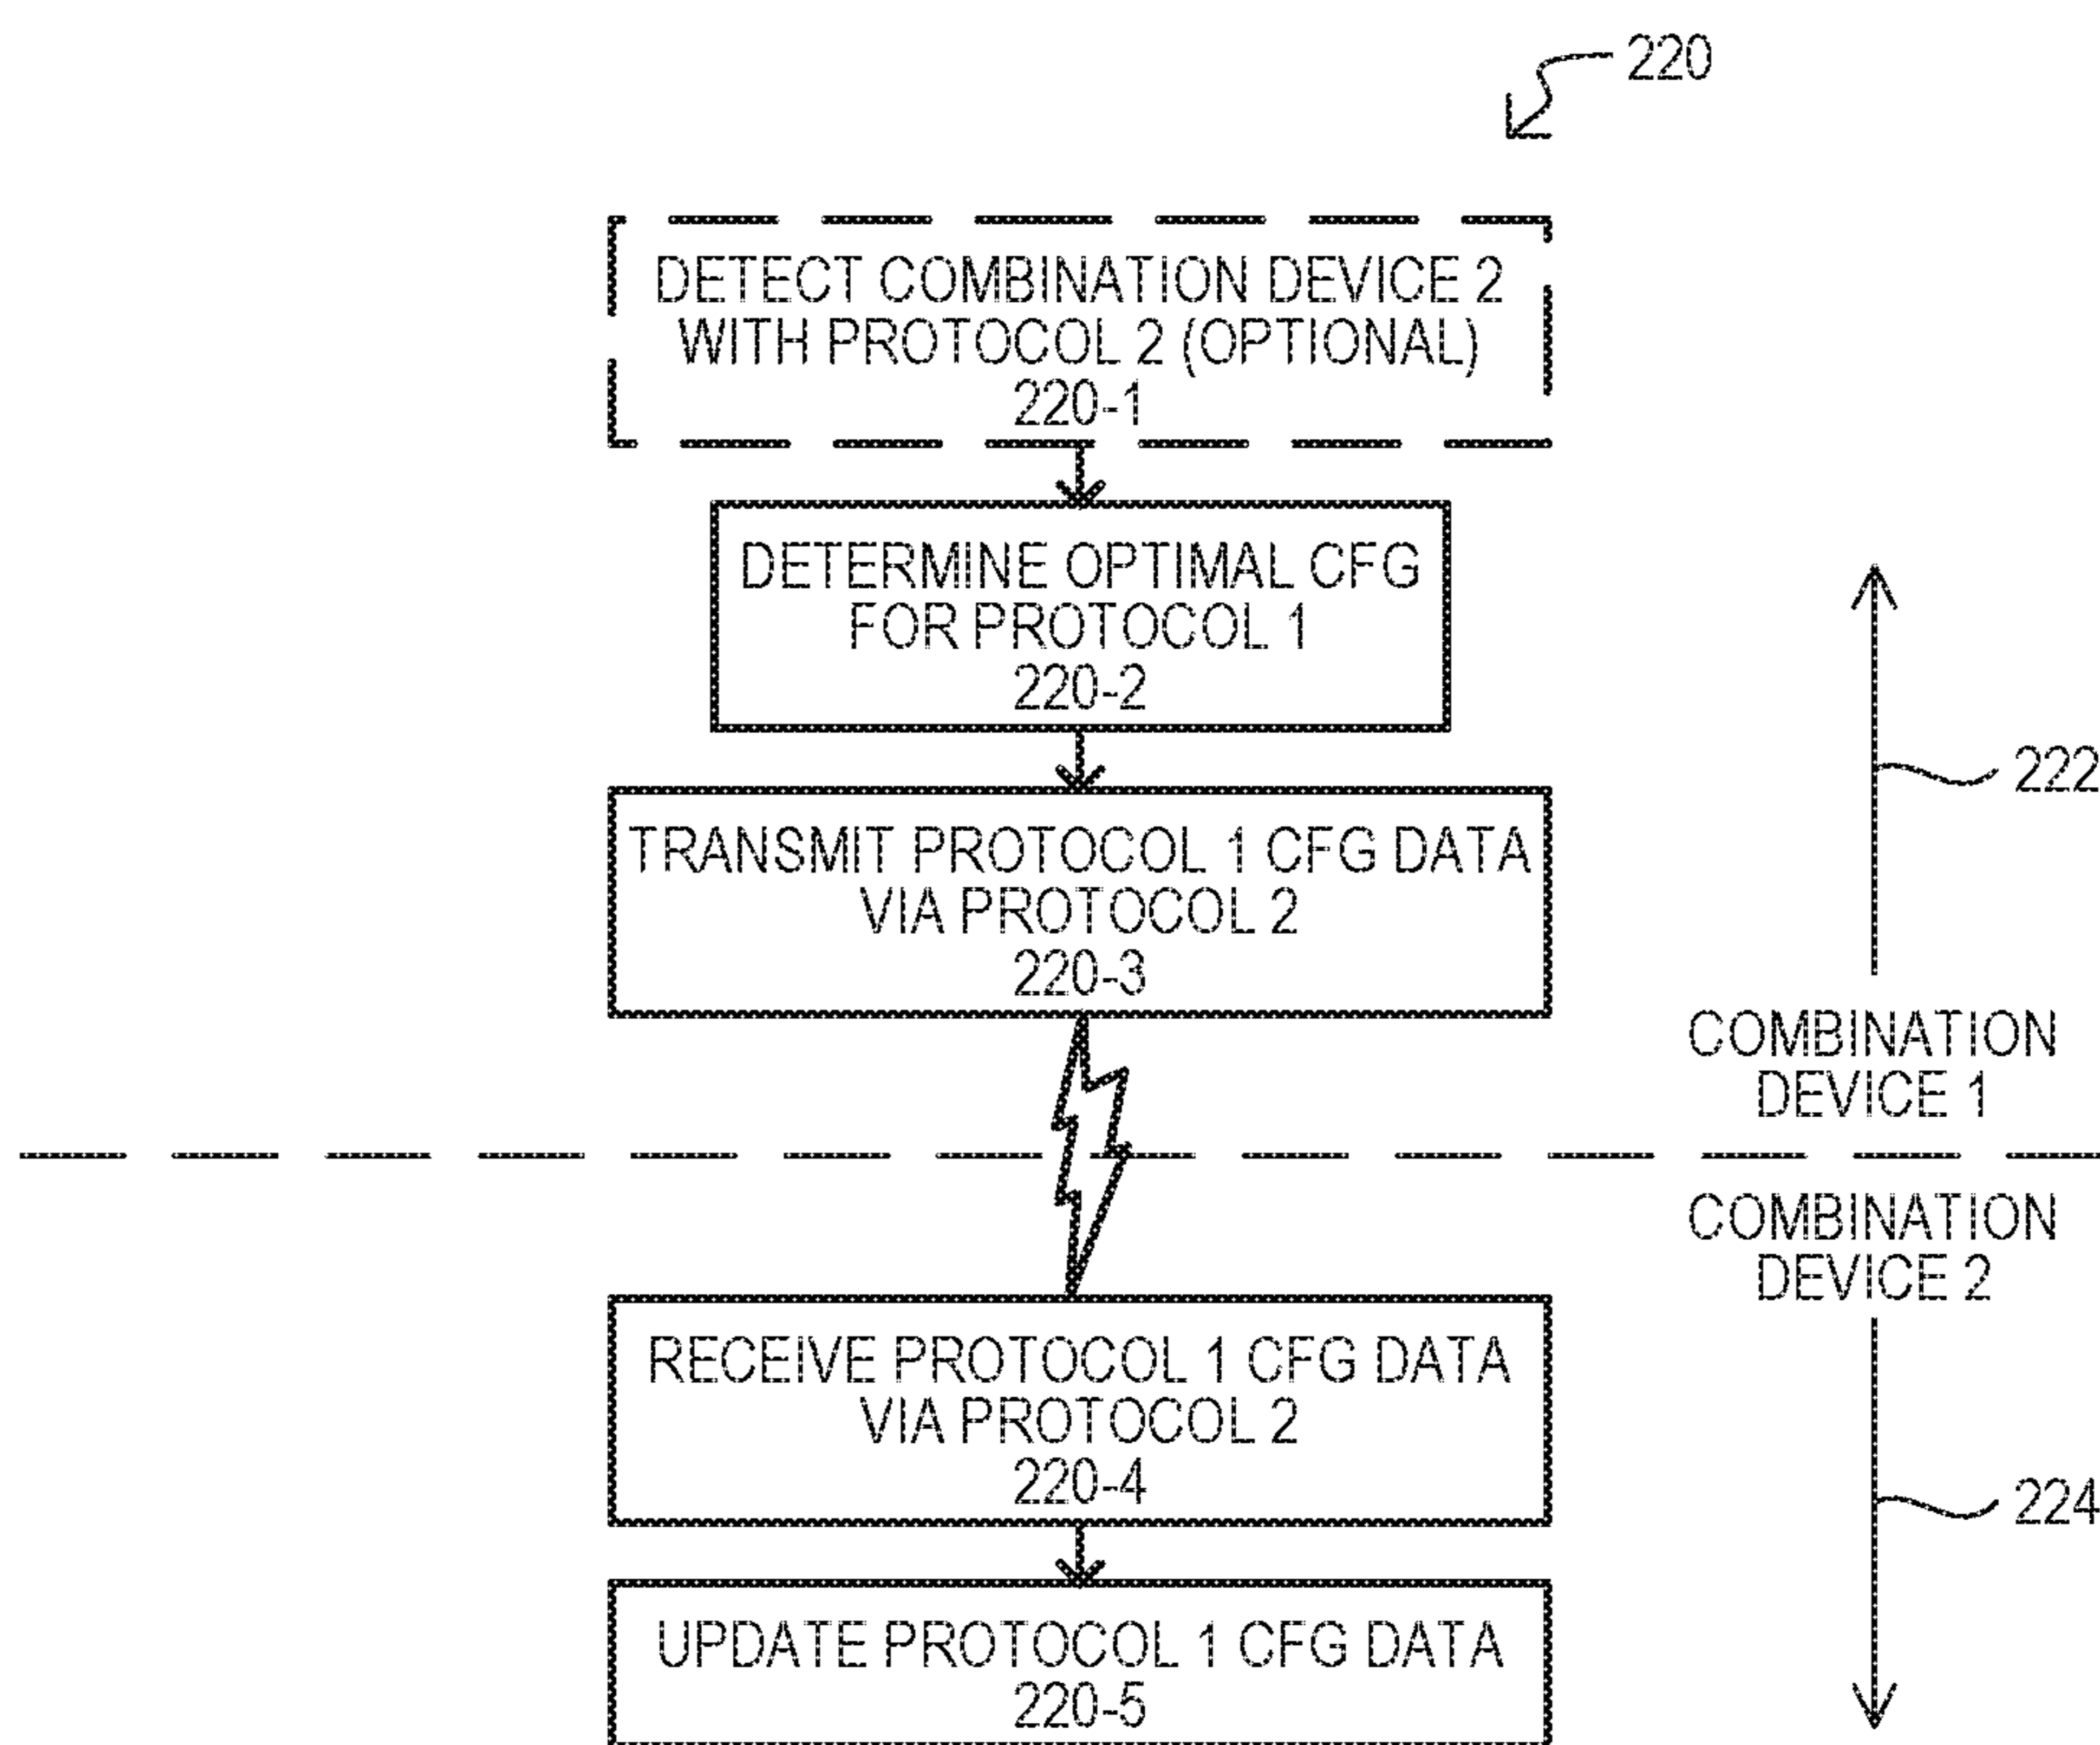 220
DETECT COMBINATION DEVICE 2
WITH PROTOCOL 2 (OPTIONAL)
220-1
DETERMINE OPTIMAL CFG
FOR PROTOCOL 1
220-2
222
TRANSMIT PROTOCOL 1 CFG DATA
VIA PROTOCOL 2
220-3
COMBINATION
DEVICE 1
COMBINATION
DEVICE 2
RECEIVE PROTOCOL 1 CFG DATA
VIA PROTOCOL 2
220-4
224
UPDATE PROTOCOL 1 CFG DATA
220-5